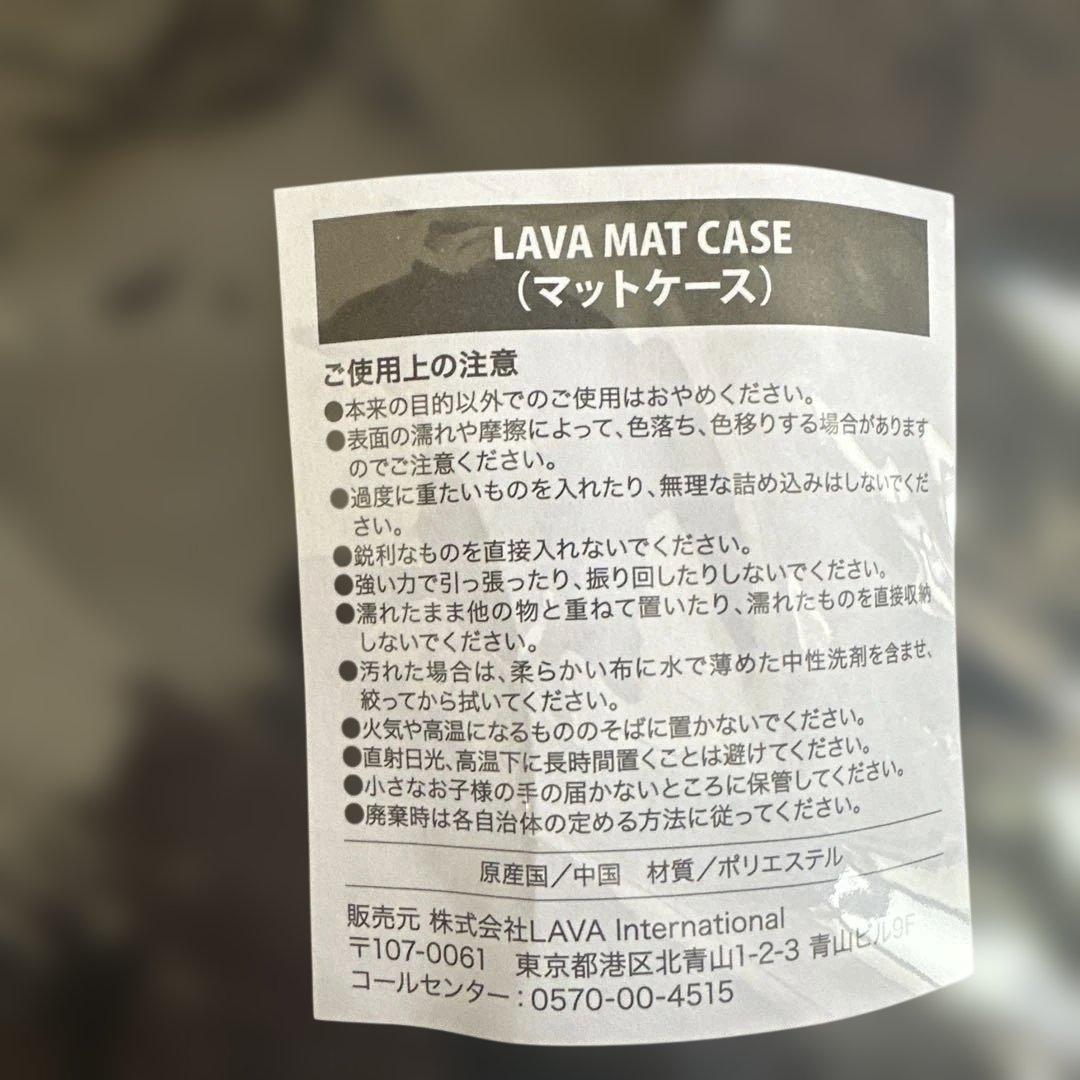 LAVA MAT CASE
（マットケース）
ご使用上の注意
●本来の目的以外でのご使用はおやめください。
●表面の濡れや摩擦によって、色落ち、色移りする場合があります
のでご注意ください。
●過度に重たいものを入れたり、無理な詰め込みはしないでくだ
さい。
●鋭利なものを直接入れないでください。
●強い力で引っ張ったり、振り回したりしないでください。
●濡れたまま他の物と重ねて置いたり、濡れたものを直接収納
しないでください。
●汚れた場合は、柔らかい布に水で薄めた中性洗剤を含ませ、
絞ってから拭いてください。
●火気や高温になるもののそばに置かないでください。
●直射日光、高温下に長時間置くことは避けてください。
●小さなお子様の手の届かないところに保管してください。
●廃棄時は各自治体の定める方法に従ってください。
原産国／中国　材質／ポリエステル
販売元 株式会社LAVA International
〒107-0061　東京都港区北青山1-2-3 青山ビル9F
コールセンター：0570-00-4515